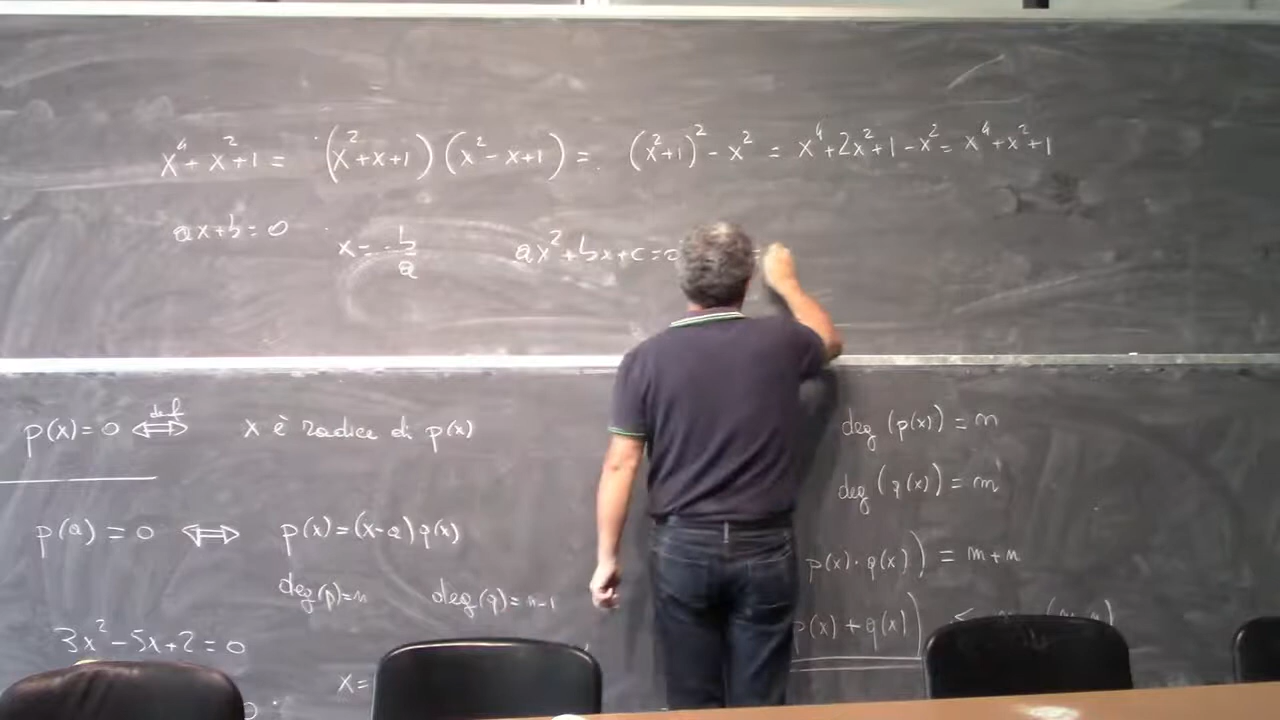 x⁴ + x² + 1 = (x² + x + 1)(x² - x + 1) = (x² + 1)² - x² = x⁴ + 2x² + 1 - x² = x⁴ + x² + 1
ax + b = 0 x = -b/a ax² + bx + c = 0 =
p(x) = 0 ⟺ def x è radice di p(x)
p(a) = 0 ⟺ p(x) = (x-a) q(x)
deg(p) = n deg(q) = n-1
3x² - 5x + 2 = 0
x =
deg (p(x)) = n
deg (q(x)) = m
p(x)·q(x)) = m + n
p(x) + q(x)) ≤